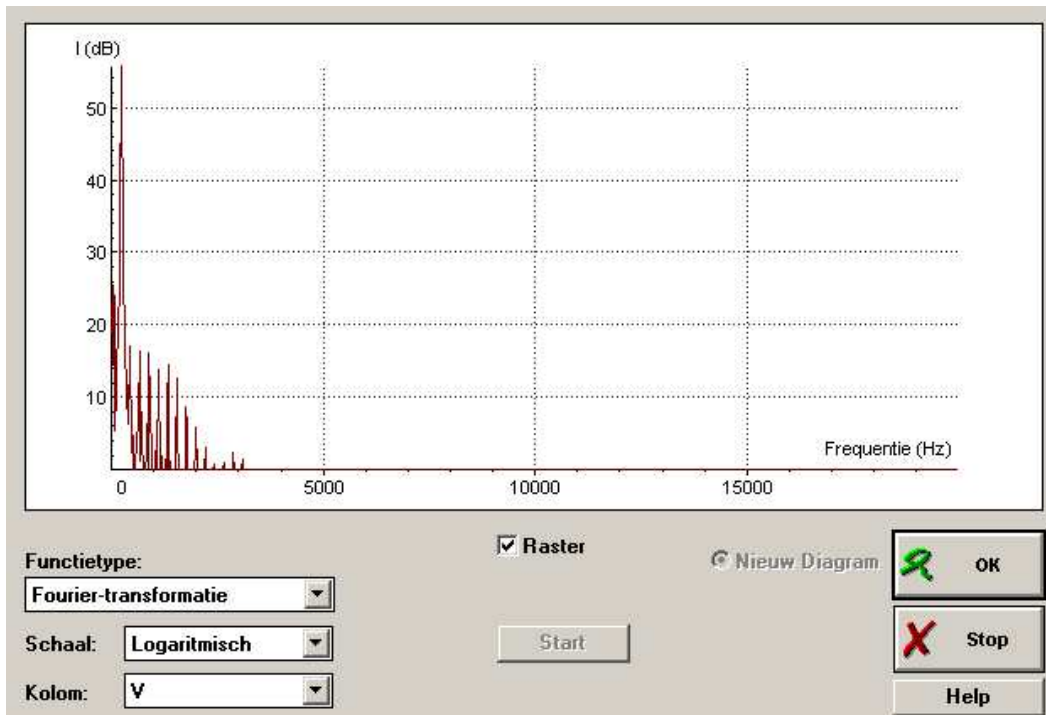 I (dB)
50
40
30
20
10
Frequentie (Hz)
0 5000 10000 15000
Raster
Functietype:
Nieuw Diagram
OK
Fourier-transformatie
Schaal: Logaritmisch
Start
Stop
Kolom: V
Help